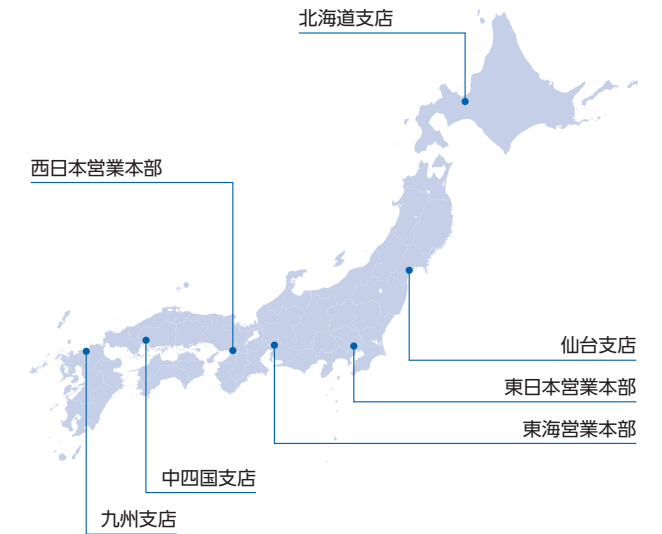 北海道支店
西日本営業本部
仙台支店
東日本営業本部
東海営業本部
中四国支店
九州支店